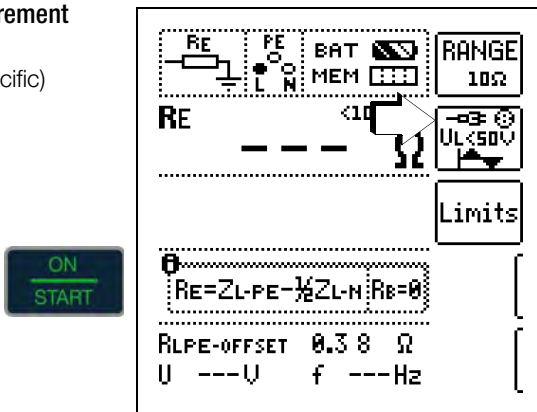 rement
cific)
ON
START
RE
PE
L N
BAT
MEM
RANGE
10Ω
RE
--- Ω
UL<50V
Limits
RE=ZL-PE-½ZL-N RB=0
RLPE-OFFSET 0.38 Ω
U ---V f ---Hz